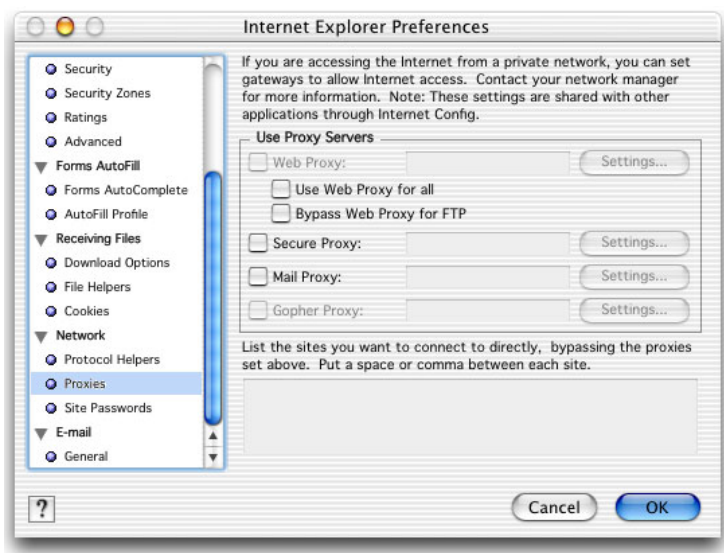 Internet Explorer Preferences
Security
Security Zones
Ratings
Advanced
Forms AutoFill
Forms AutoComplete
AutoFill Profile
Receiving Files
Download Options
File Helpers
Cookies
Network
Protocol Helpers
Proxies
Site Passwords
E-mail
General
If you are accessing the Internet from a private network, you can set
gateways to allow Internet access. Contact your network manager
for more information. Note: These settings are shared with other
applications through Internet Config.
Use Proxy Servers
Web Proxy: Settings...
Use Web Proxy for all
Bypass Web Proxy for FTP
Secure Proxy: Settings...
Mail Proxy: Settings...
Gopher Proxy: Settings...
List the sites you want to connect to directly, bypassing the proxies
set above. Put a space or comma between each site.
? Cancel OK